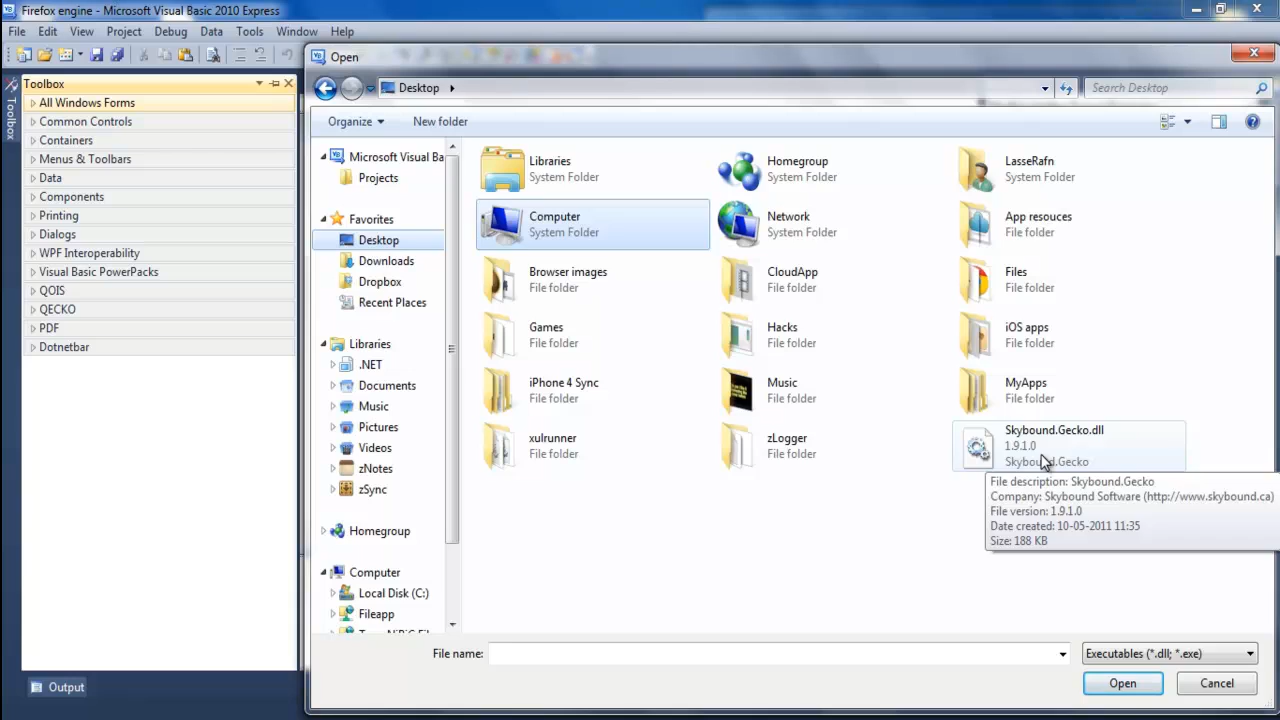 Firefox engine - Microsoft Visual Basic 2010 Express
File Edit View Project Debug Data Tools Window Help
Toolbox
Toolbox
All Windows Forms
Common Controls
Containers
Menus & Toolbars
Data
Components
Printing
Dialogs
WPF Interoperability
Visual Basic PowerPacks
QOIS
QECKO
PDF
Dotnetbar
Output
Open
Desktop
Search Desktop
Organize
New folder
Microsoft Visual Ba
Projects
Favorites
Desktop
Downloads
Dropbox
Recent Places
Libraries
.NET
Documents
Music
Pictures
Videos
zNotes
zSync
Homegroup
Computer
Local Disk (C:)
Fileapp
Libraries
System Folder
Homegroup
System Folder
LasseRafn
System Folder
Computer
System Folder
Network
System Folder
App resouces
File folder
Browser images
File folder
CloudApp
File folder
Files
File folder
Games
File folder
Hacks
File folder
iOS apps
File folder
iPhone 4 Sync
File folder
Music
File folder
MyApps
File folder
xulrunner
File folder
zLogger
File folder
Skybound.Gecko.dll
1.9.1.0
Skybound.Gecko
File description: Skybound.Gecko
Company: Skybound Software (http://www.skybound.ca)
File version: 1.9.1.0
Date created: 10-05-2011 11:35
Size: 188 KB
File name:
Executables (*.dll; *.exe)
Open
Cancel